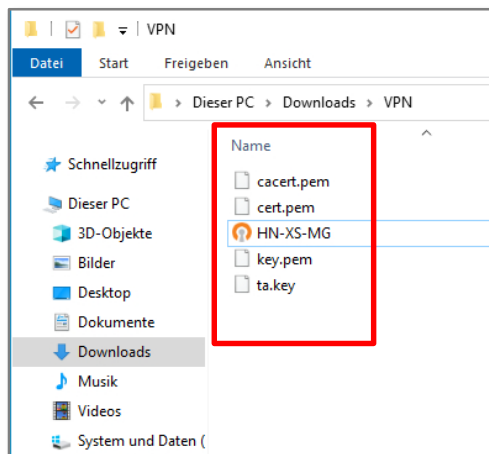 VPN
Datei Start Freigeben Ansicht
Dieser PC > Downloads > VPN
Name
Schnellzugriff
cacert.pem
Dieser PC
cert.pem
3D-Objekte
HN-XS-MG
Bilder
key.pem
Desktop
ta.key
Dokumente
Downloads
Musik
Videos
System und Daten (